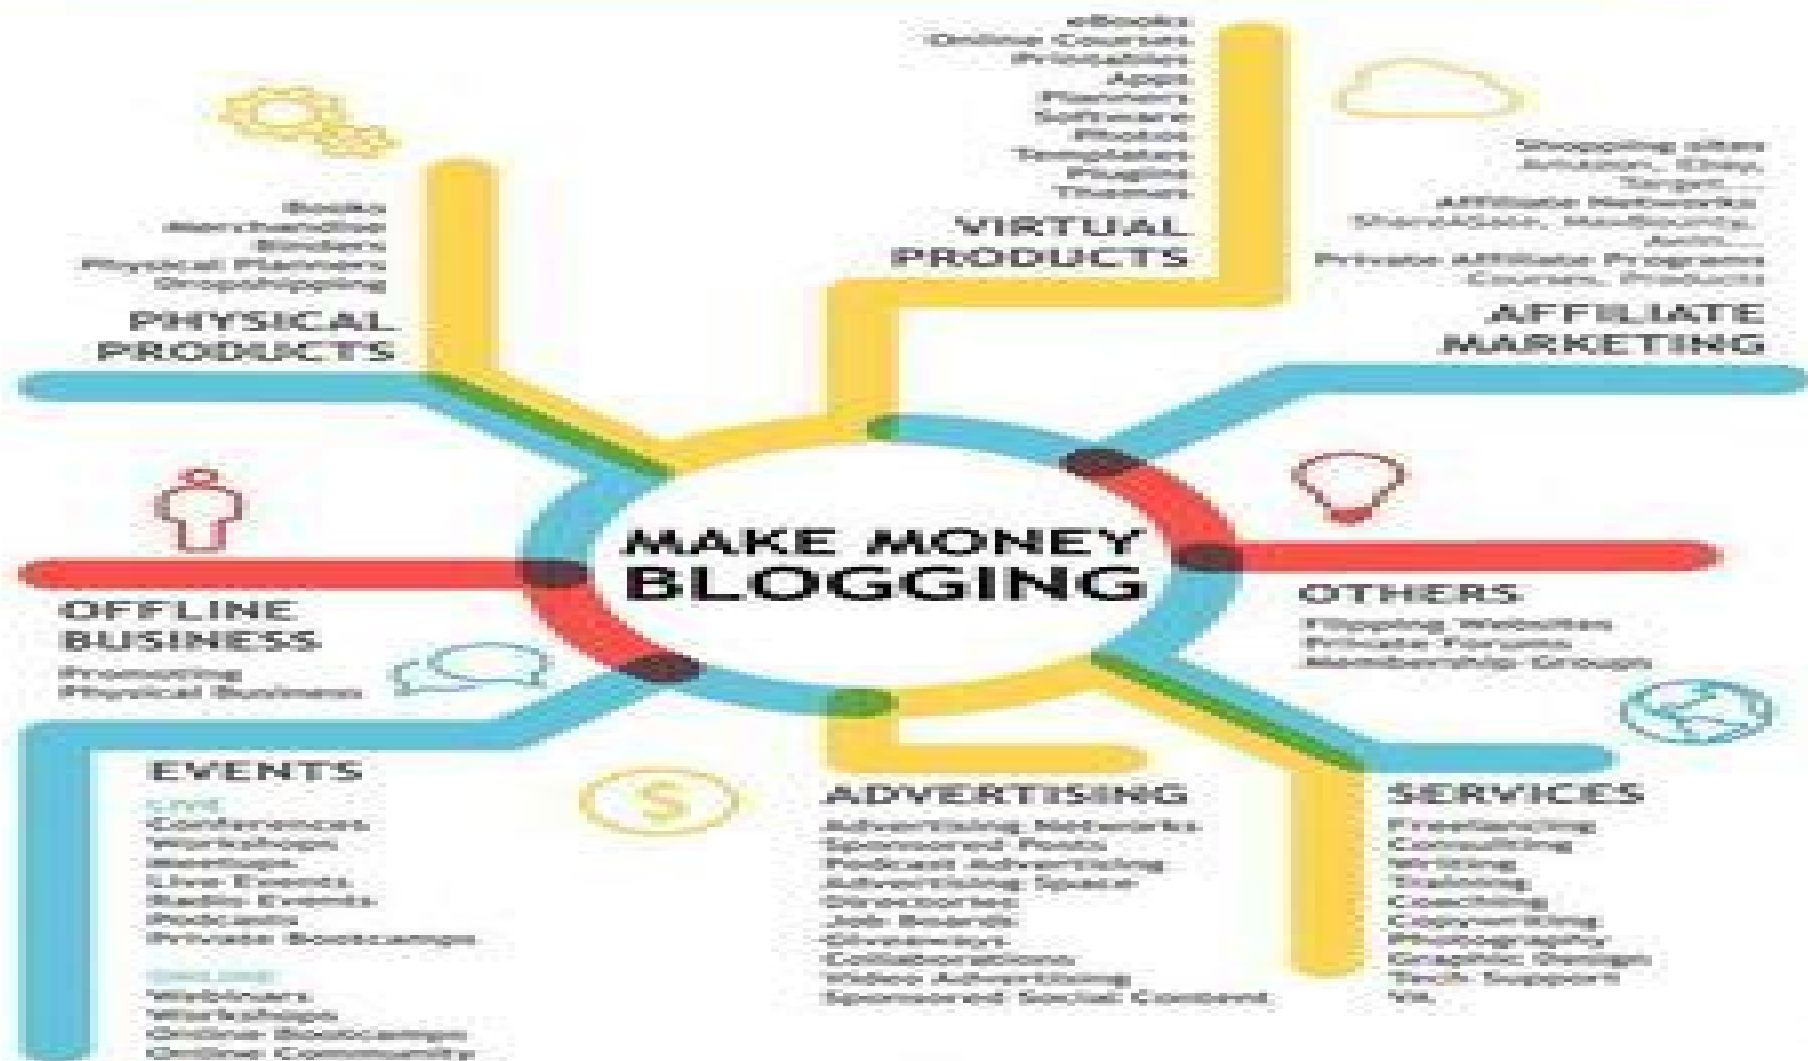 eBooks
Online Courses
Printables
Apps
Planners
Software
Photos
Templates
Plugins
Themes
VIRTUAL
PRODUCTS
Books
Merchandise
Binders
Physical Planners
Dropshipping
PHYSICAL
PRODUCTS
Shopping sites
Amazon, Ebay,
Target...
Affiliate Networks
ShareASale, MaxBounty,
Private Affiliate Programs
Courses, Products
AFFILIATE
MARKETING
MAKE MONEY
BLOGGING
OFFLINE
BUSINESS
Promoting
Physical Business
OTHERS
Flipping Websites
Private Forums
Membership Groups
EVENTS
LIVE
Conferences
Workshops
Meetups
Live Events
Radio Events
Podcasts
Private Bootcamps
ONLINE
Webinars
Workshops
Online Bootcamps
Online Community
ADVERTISING
Advertising Networks
Sponsored Posts
Podcast Advertising
Advertising Space
Directories
Job Boards
Giveaways
Collaborations
Video Advertising
Sponsored Social Content
$
SERVICES
Freelancing
Consulting
Writing
Training
Coaching
Copywriting
Photography
Graphic Design
Tech Support
VA